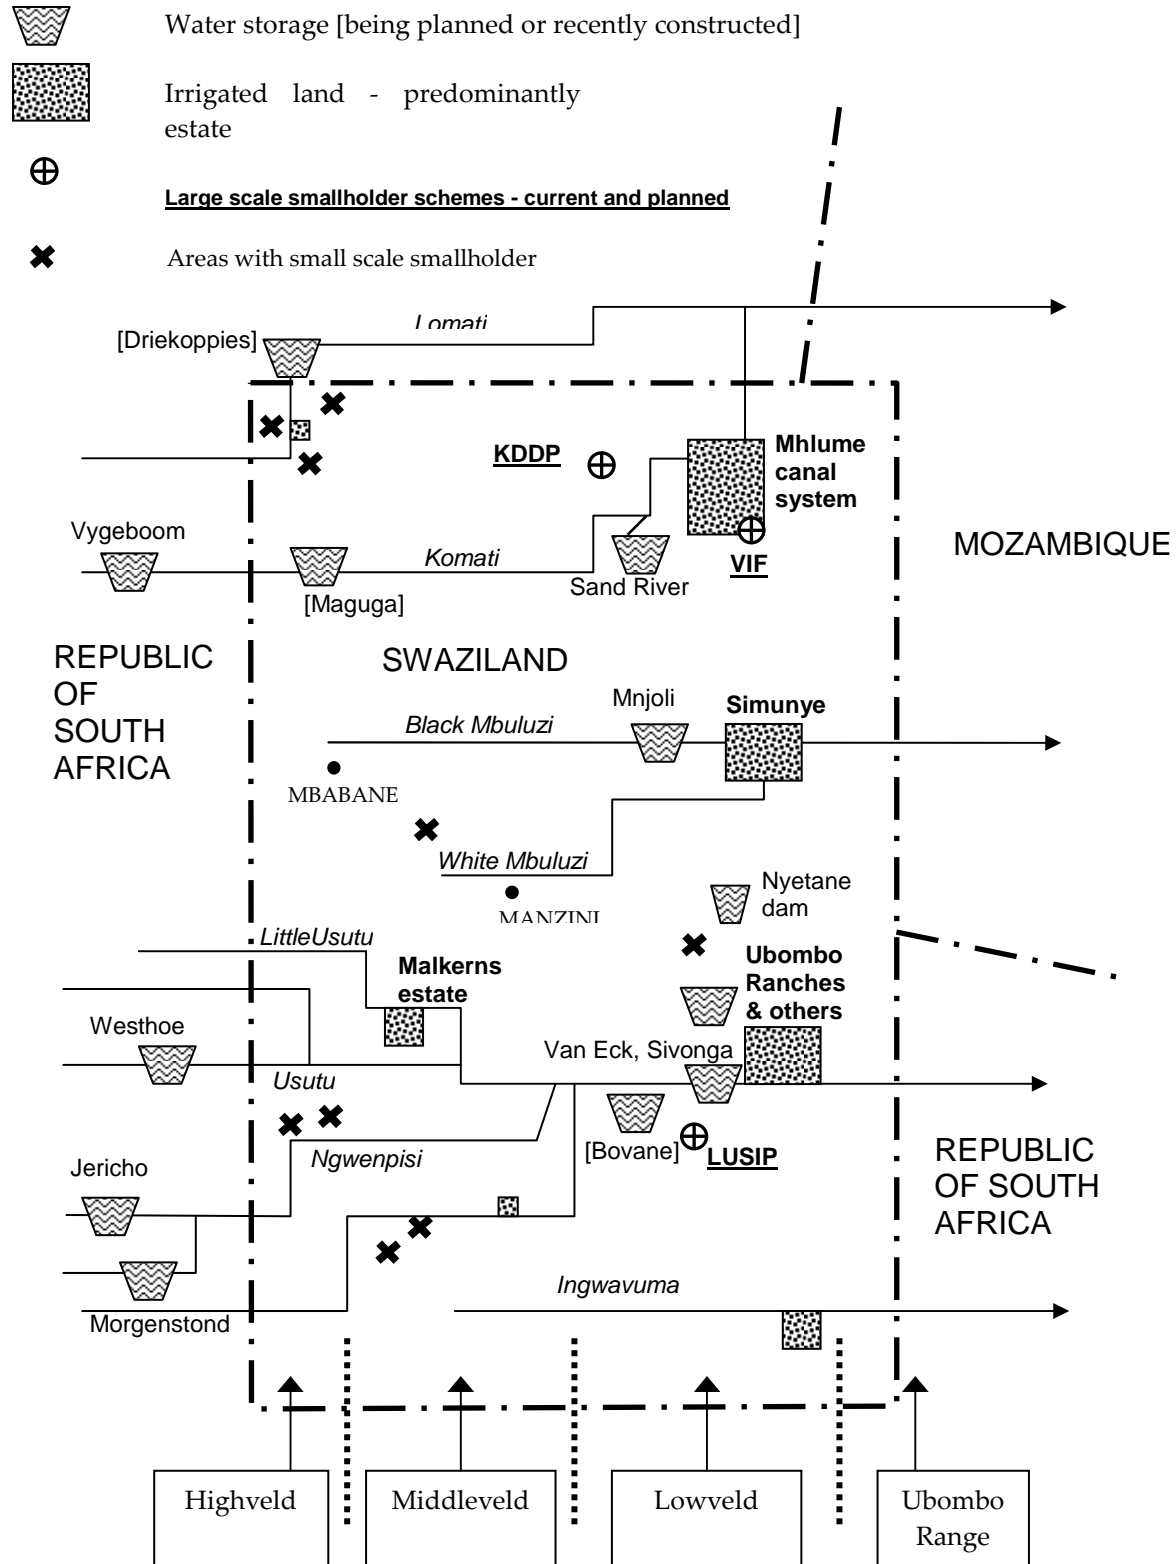 Water storage [being planned or recently constructed]
Irrigated land - predominantly
estate
Large scale smallholder schemes - current and planned
Areas with small scale smallholder
Lomati
[Driekoppies]
KDDP
Mhlume
canal
system
Vygeboom
Komati
[Maguga]
Sand River
VIF
MOZAMBIQUE
REPUBLIC
OF
SOUTH
AFRICA
SWAZILAND
Mnjoli
Simunye
Black Mbuluzi
MBABANE
White Mbuluzi
MANZINI
Nyetane
dam
LittleUsutu
Malkerns
estate
Ubombo
Ranches
& others
Westhoe
Van Eck, Sivonga
Usutu
[Bovane]
LUSIP
Ngwenpisi
Jericho
REPUBLIC
OF SOUTH
AFRICA
Morgenstond
Ingwavuma
Highveld
Middleveld
Lowveld
Ubombo
Range